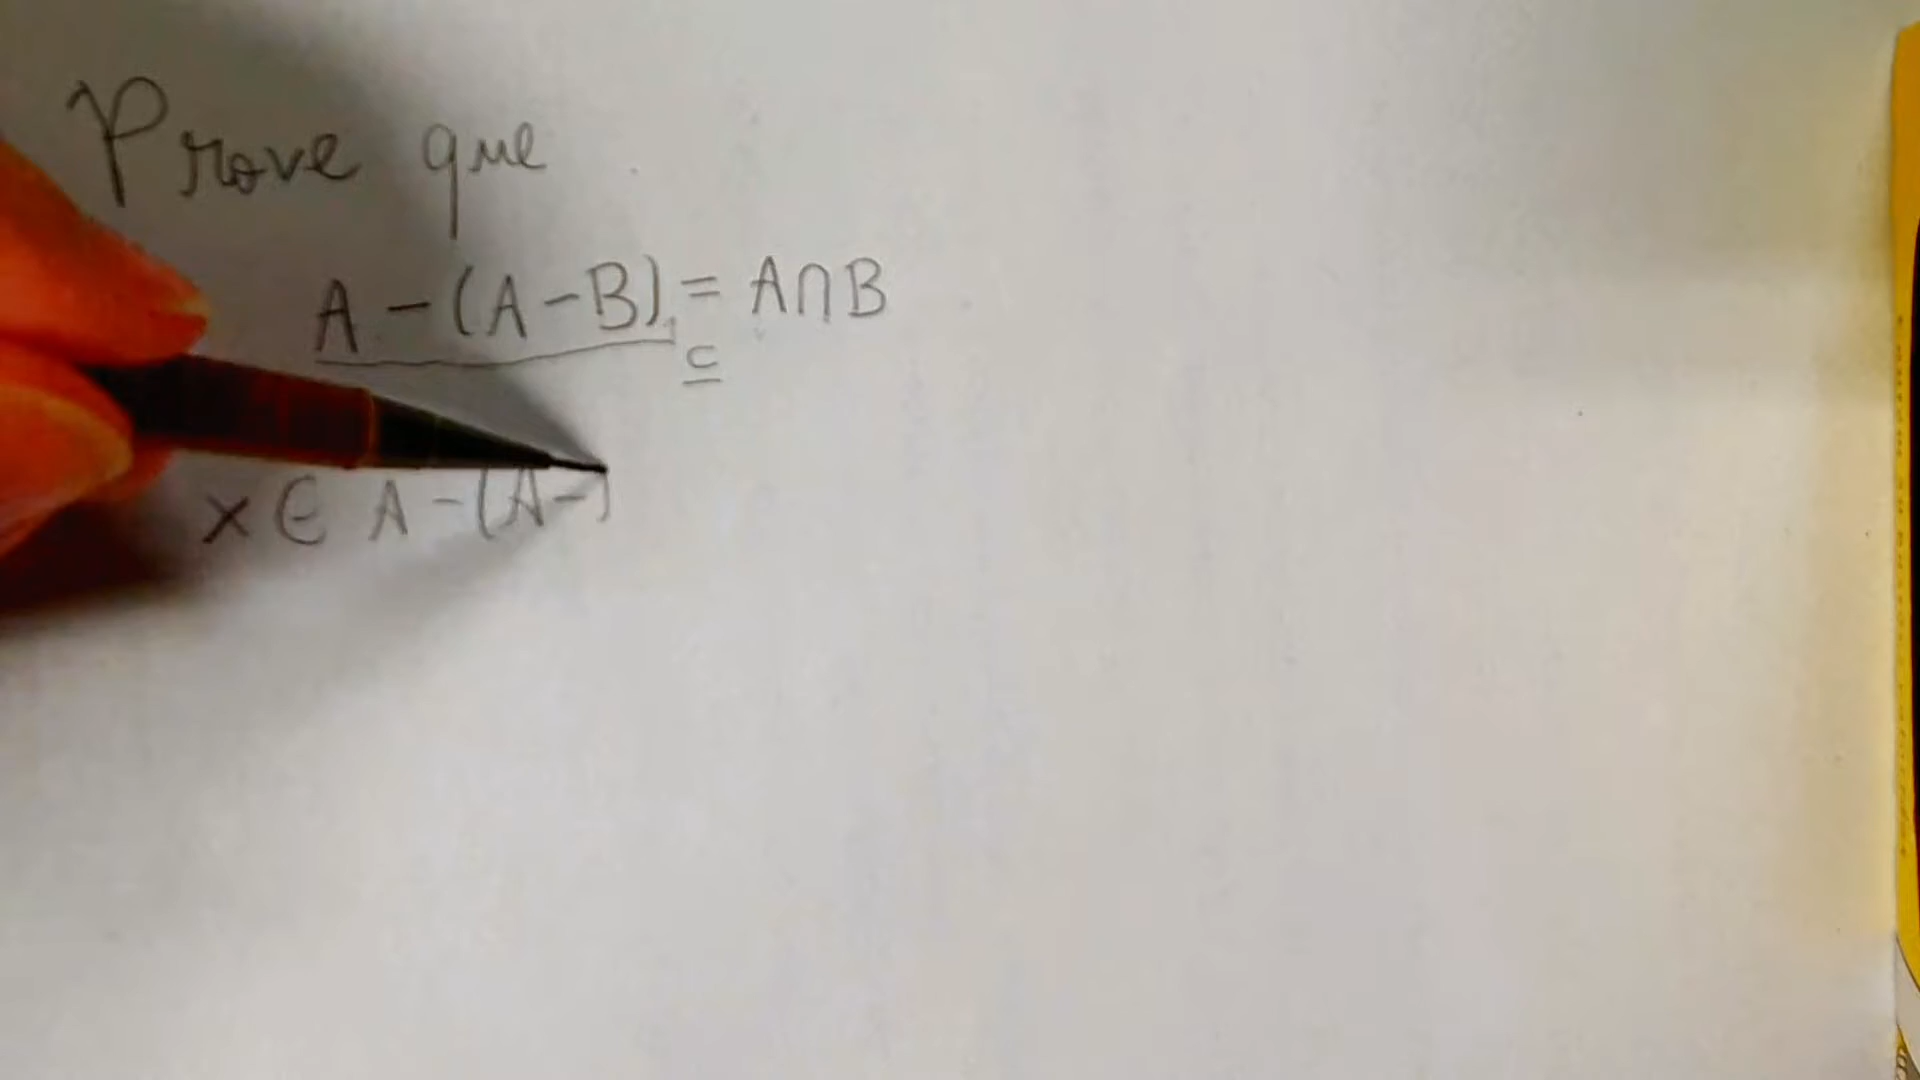 Prove que
A - (A - B) = A∩B
⊆
x ∈ A - (A -